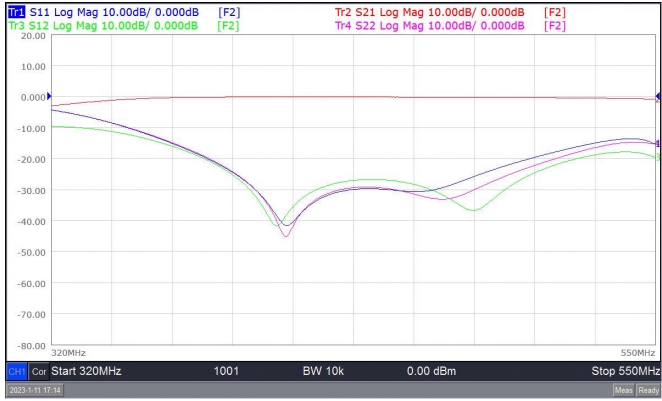 Tr1 S11 Log Mag 10.00dB/ 0.000dB [F2] Tr2 S21 Log Mag 10.00dB/ 0.000dB [F2]
Tr3 S12 Log Mag 10.00dB/ 0.000dB [F2] Tr4 S22 Log Mag 10.00dB/ 0.000dB [F2]
20.00
10.00
0.000
-10.00
-20.00
-30.00
-40.00
-50.00
-60.00
-70.00
-80.00
320MHz 550MHz
CH1 Cor Start 320MHz 1001 BW 10k 0.00 dBm Stop 550MHz
2023-1-11 17:14 Meas Ready